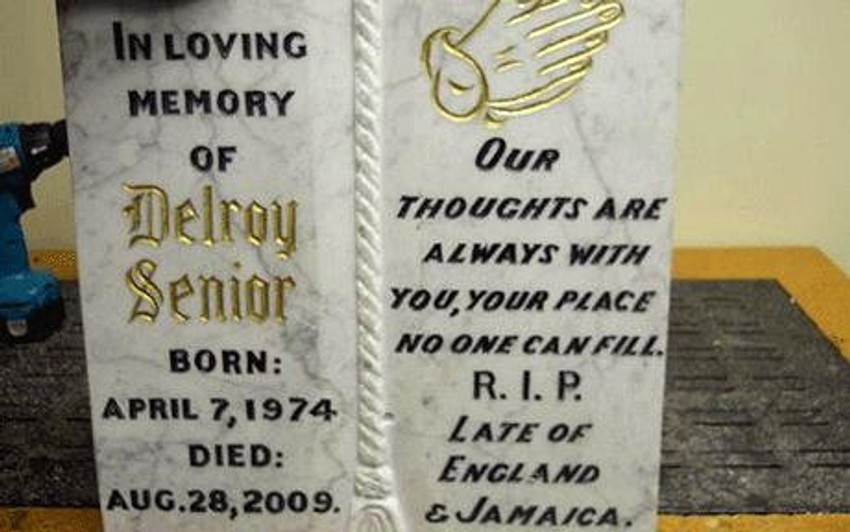 IN LOVING
MEMORY
OF
Delroy
Senior
BORN:
APRIL 7, 1974
DIED:
AUG. 28, 2009.
OUR
THOUGHTS ARE
ALWAYS WITH
YOU, YOUR PLACE
NO ONE CAN FILL.
R. I. P.
LATE OF
ENGLAND
& JAMAICA.